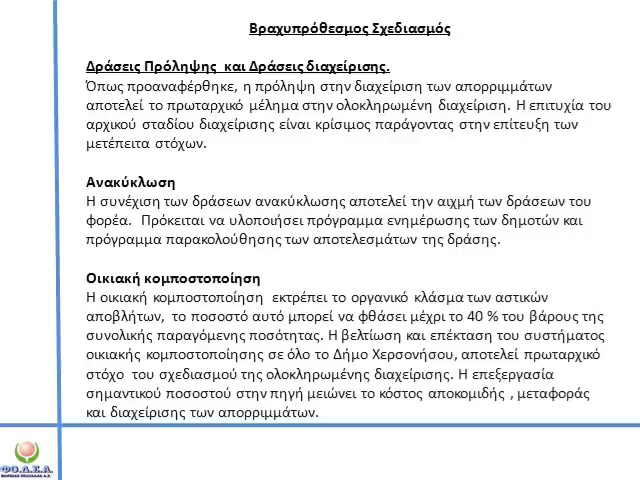 Βραχυπρόθεσμος Σχεδιασμός
Δράσεις Πρόληψης και Δράσεις διαχείρισης.
Όπως προαναφέρθηκε, η πρόληψη στην διαχείριση των απορριμμάτων
αποτελεί το πρωταρχικό μέλημα στην ολοκληρωμένη διαχείριση. Η επιτυχία του
αρχικού σταδίου διαχείρισης είναι κρίσιμος παράγοντας στην επίτευξη των
μετέπειτα στόχων.
Ανακύκλωση
Η συνέχιση των δράσεων ανακύκλωσης αποτελεί την αιχμή των δράσεων του
φορέα. Πρόκειται να υλοποιήσει πρόγραμμα ενημέρωσης των δημοτών και
πρόγραμμα παρακολούθησης των αποτελεσμάτων της δράσης.
Οικιακή κομποστοποίηση
Η οικιακή κομποστοποίηση εκτρέπει το οργανικό κλάσμα των αστικών
αποβλήτων, το ποσοστό αυτό μπορεί να φθάσει μέχρι το 40 % του βάρους της
συνολικής παραγόμενης ποσότητας. Η βελτίωση και επέκταση του συστήματος
οικιακής κομποστοποίησης σε όλο το Δήμο Χερσονήσου, αποτελεί πρωταρχικό
στόχο του σχεδιασμού της ολοκληρωμένης διαχείρισης. Η επεξεργασία
σημαντικού ποσοστού στην πηγή μειώνει το κόστος αποκομιδής , μεταφοράς
και διαχείρισης των απορριμμάτων.
ΦΟ.Δ.Σ.Α.